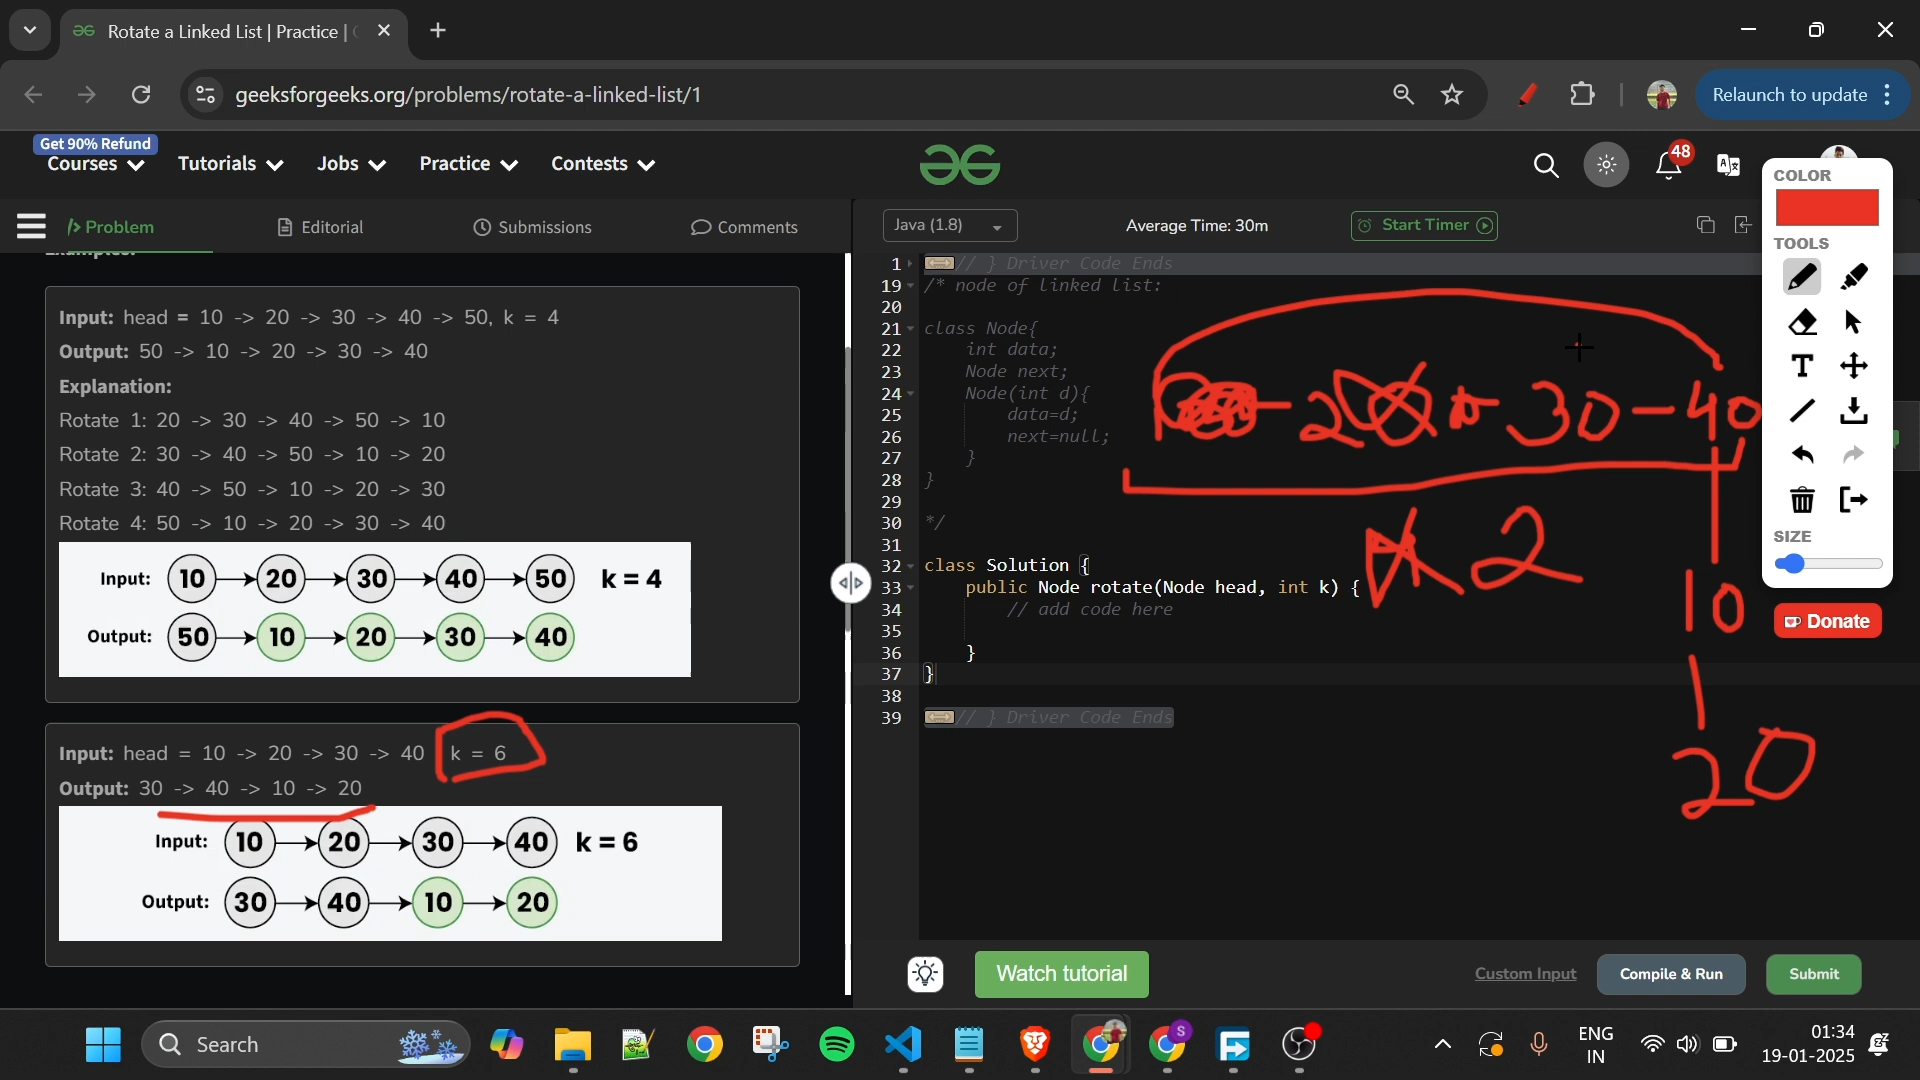 Rotate a Linked List | Practice |
geeksforgeeks.org/problems/rotate-a-linked-list/1
Relaunch to update
Get 90% Refund
Courses Tutorials Jobs Practice Contests
48
Problem Editorial Submissions Comments
Examples:
Input: head = 10 -> 20 -> 30 -> 40 -> 50, k = 4
Output: 50 -> 10 -> 20 -> 30 -> 40
Explanation:
Rotate 1: 20 -> 30 -> 40 -> 50 -> 10
Rotate 2: 30 -> 40 -> 50 -> 10 -> 20
Rotate 3: 40 -> 50 -> 10 -> 20 -> 30
Rotate 4: 50 -> 10 -> 20 -> 30 -> 40
Input: 10 20 30 40 50 k = 4
Output: 50 10 20 30 40
Input: head = 10 -> 20 -> 30 -> 40 k = 6
Output: 30 -> 40 -> 10 -> 20
Input: 10 20 30 40 k = 6
Output: 30 40 10 20
Java (1.8) Average Time: 30m Start Timer
1 // } Driver Code Ends
19 /* node of linked list:
20
21 class Node{
22 int data;
23 Node next;
24 Node(int d){
25 data=d;
26 next=null;
27 }
28 }
29
30 */
31
32 class Solution {
33 public Node rotate(Node head, int k) {
34 // add code here
35
36 }
37 }
38
39 // } Driver Code Ends
20 30 - 40
2
10
20
COLOR
TOOLS
T
SIZE
Donate
Watch tutorial
Custom Input Compile & Run Submit
Search
S
ENG
IN
01:34
19-01-2025